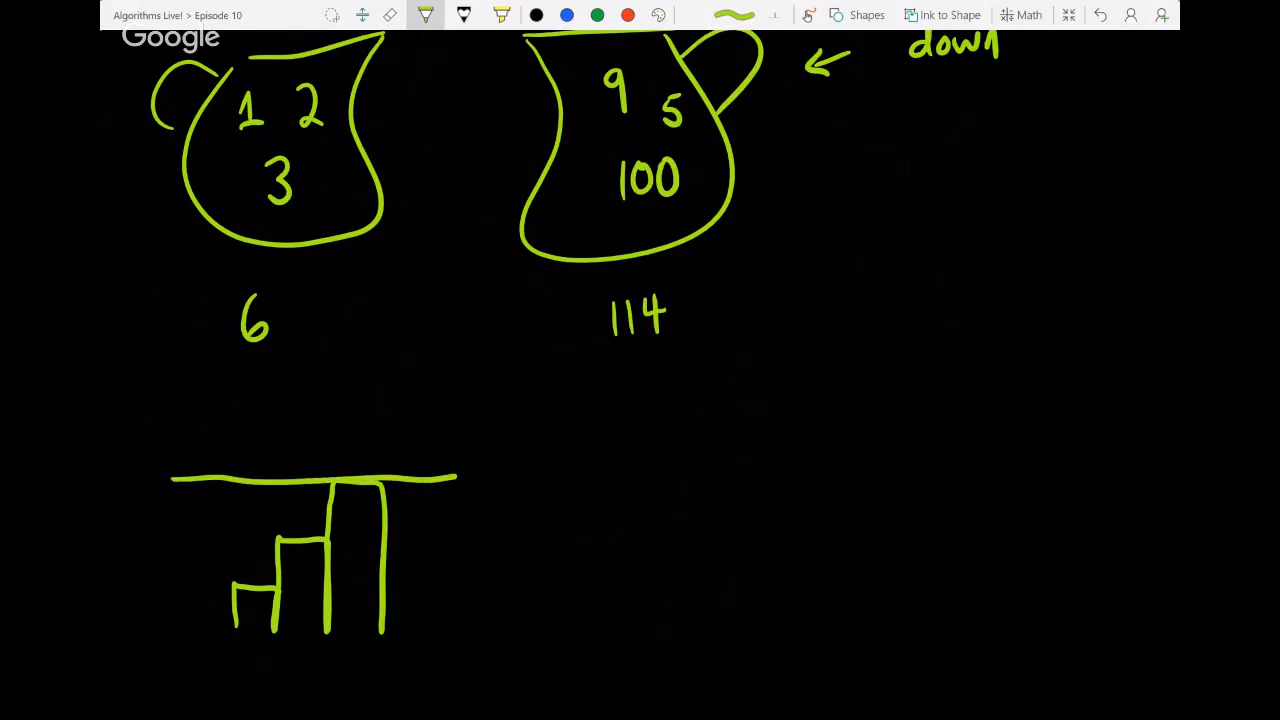 Algorithms Live! > Episode 10
Shapes
Ink to Shape
Math
Google
down
1 2
3
9
5
100
6
114